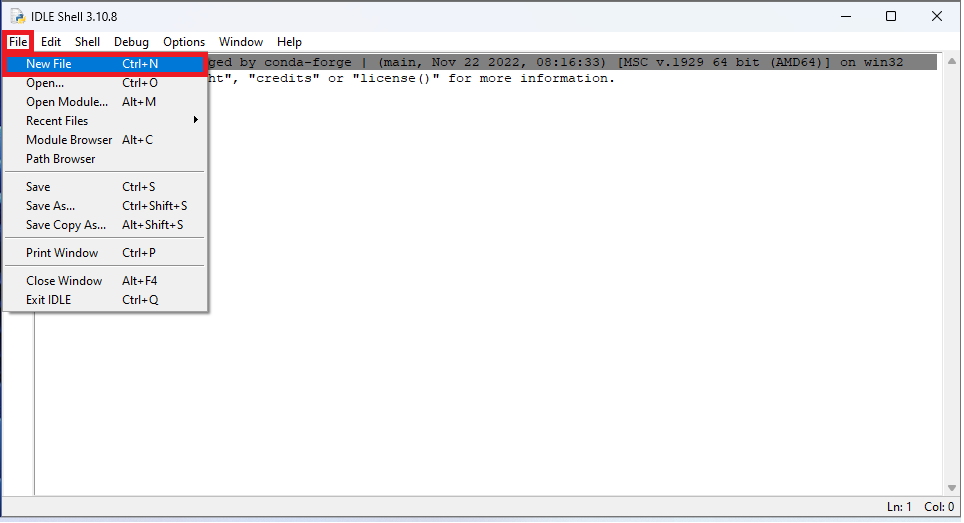 IDLE Shell 3.10.8
File Edit Shell Debug Options Window Help
New File Ctrl+N
ged by conda-forge | (main, Nov 22 2022, 08:16:33) [MSC v.1929 64 bit (AMD64)] on win32
Open... Ctrl+O
ht", "credits" or "license()" for more information.
Open Module... Alt+M
Recent Files
Module Browser Alt+C
Path Browser
Save Ctrl+S
Save As... Ctrl+Shift+S
Save Copy As... Alt+Shift+S
Print Window Ctrl+P
Close Window Alt+F4
Exit IDLE Ctrl+Q
Ln: 1 Col: 0